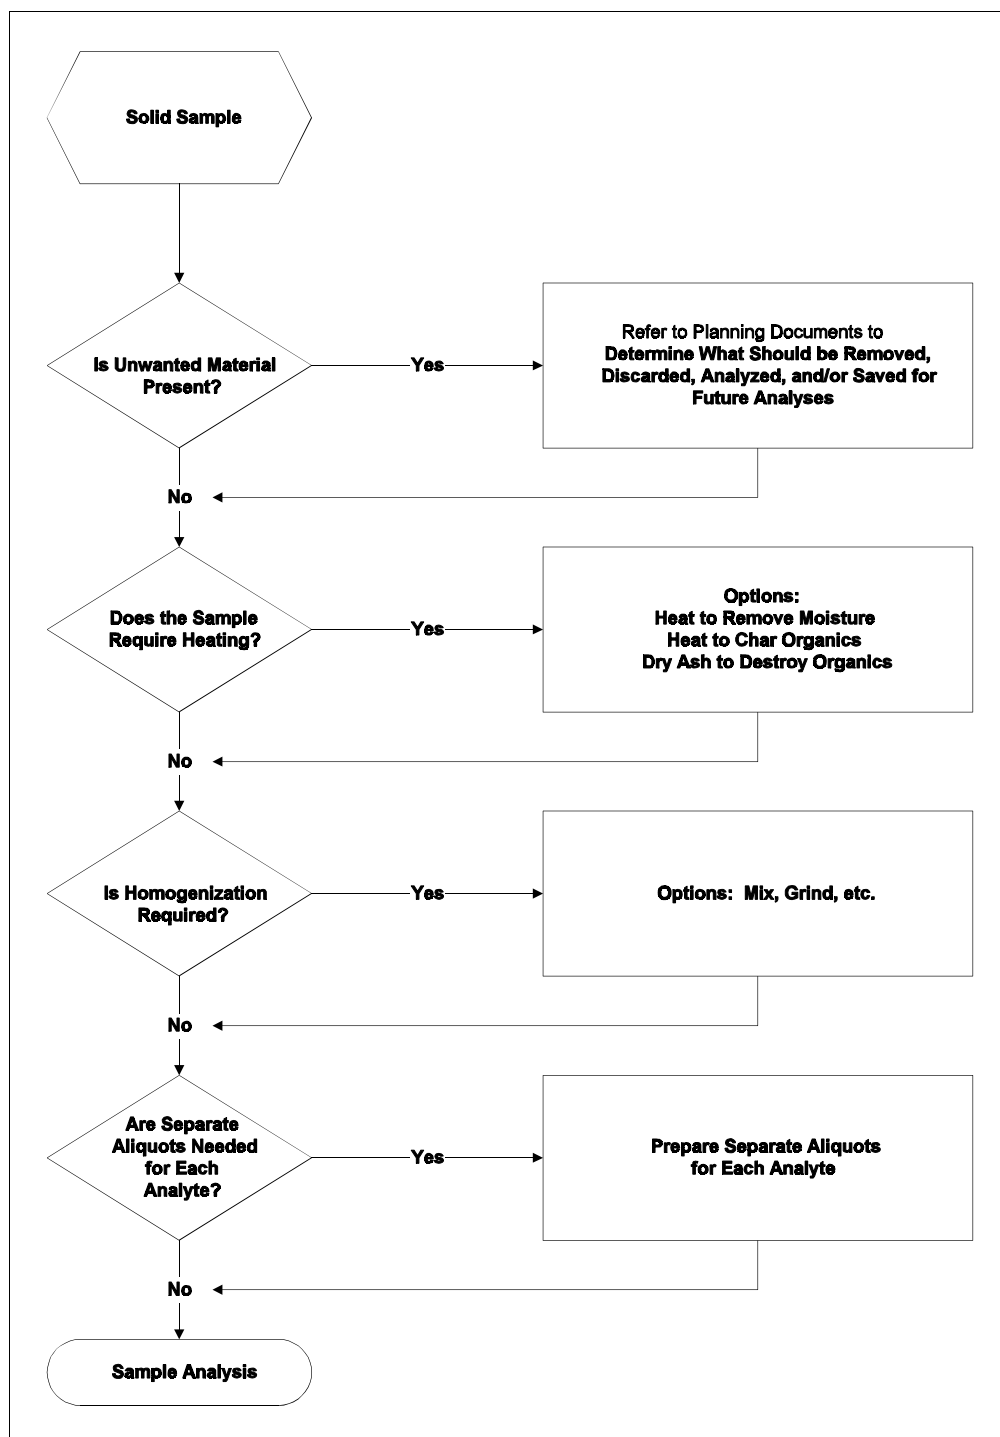 Solid Sample
Is Unwanted Material
Present?
Yes
Refer to Planning Documents to
Determine What Should be Removed,
Discarded, Analyzed, and/or Saved for
Future Analyses
No
Does the Sample
Require Heating?
Yes
Options:
Heat to Remove Moisture
Heat to Char Organics
Dry Ash to Destroy Organics
No
Is Homogenization
Required?
Yes
Options:  Mix, Grind, etc.
No
Are Separate
Aliquots Needed
for Each
Analyte?
Yes
Prepare Separate Aliquots
for Each Analyte
No
Sample Analysis